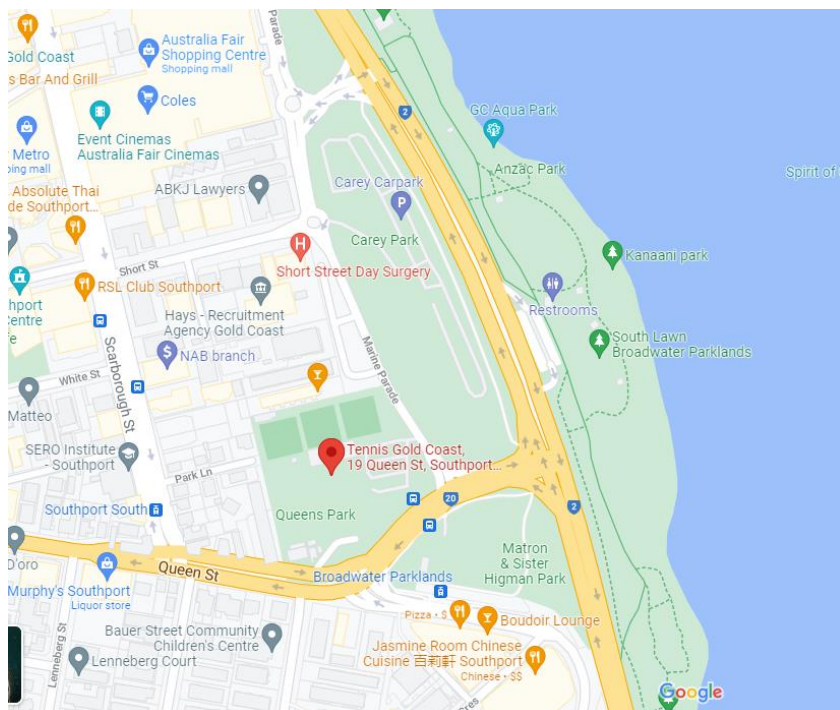 Gold Coast
s Bar And Grill
Australia Fair
Shopping Centre
Shopping mall
Coles
Parade
2
GC Aqua Park
Anzac Park
Event Cinemas
Australia Fair Cinemas
Metro
pping mall
ABKJ Lawyers
Carey Carpark
P
Carey Park
Spirit of
Absolute Thai
de Southport...
Short St
H
Short Street Day Surgery
Kanaani park
RSL Club Southport
hport
Centre
e
Hays - Recruitment
Agency Gold Coast
Restrooms
South Lawn
Broadwater Parklands
Scarborough St
$
NAB branch
Marine Parade
White St
Matteo
SERO Institute
- Southport
Park Ln
Tennis Gold Coast,
19 Queen St, Southport...
Southport South
Queens Park
20
2
D'oro
Queen St
Matron
& Sister
Higman Park
Murphy's Southport
Liquor store
Broadwater Parklands
Pizza • $
Boudoir Lounge
Bauer Street Community
Children's Centre
Lenneberg St
Lenneberg Court
Jasmine Room Chinese
Cuisine 百莉軒 Southport
Chinese • $$
Cres
Google